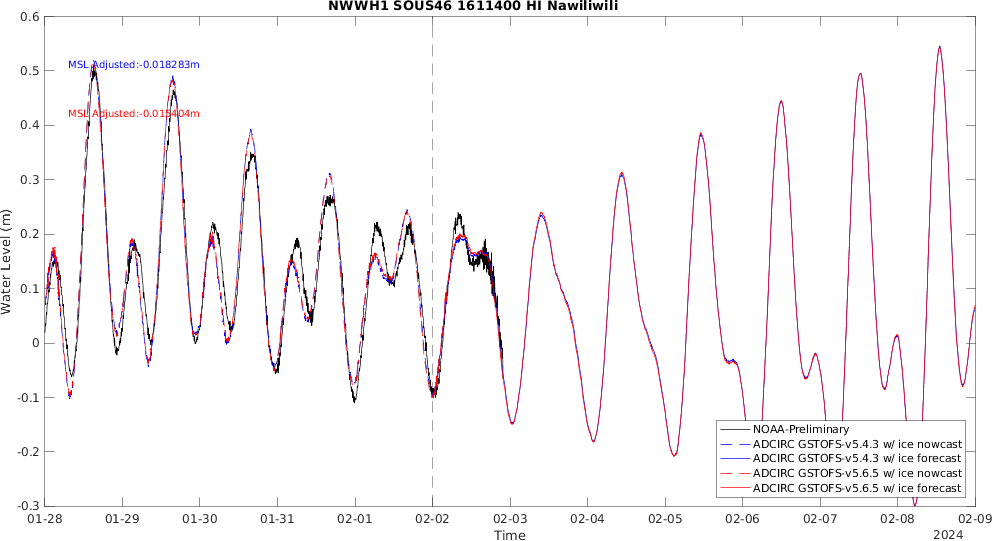 NWWH1 SOUS46 1611400 HI Nawiliwili
0.6
0.5
0.4
0.3
0.2
0.1
0
-0.1
-0.2
-0.3
Water Level (m)
MSL Adjusted:-0.018283m
MSL Adjusted:-0.015404m
NOAA-Preliminary
ADCIRC GSTOFS-v5.4.3 w/ ice nowcast
ADCIRC GSTOFS-v5.4.3 w/ ice forecast
ADCIRC GSTOFS-v5.6.5 w/ ice nowcast
ADCIRC GSTOFS-v5.6.5 w/ ice forecast
01-28 01-29 01-30 01-31 02-01 02-02 02-03 02-04 02-05 02-06 02-07 02-08 02-09
Time
2024